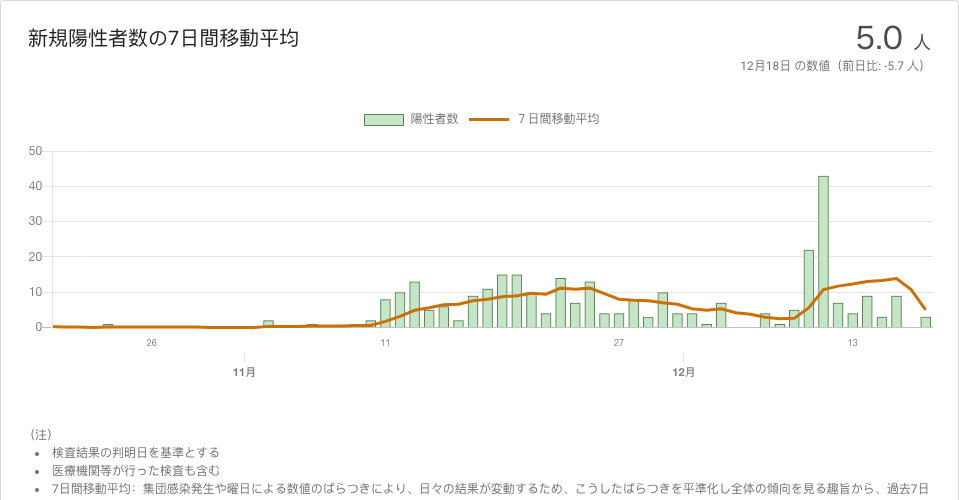 新規陽性者数の7日間移動平均
5.0 人
12月18日 の数値（前日比: -5.7 人）
陽性者数 7 日間移動平均
50
40
30
20
10
0
26 11 27 13
11月 12月
（注）
• 検査結果の判明日を基準とする
• 医療機関等が行った検査も含む
• 7日間移動平均：集団感染発生や曜日による数値のばらつきにより、日々の結果が変動するため、こうしたばらつきを平準化し全体の傾向を見る趣旨から、過去7日